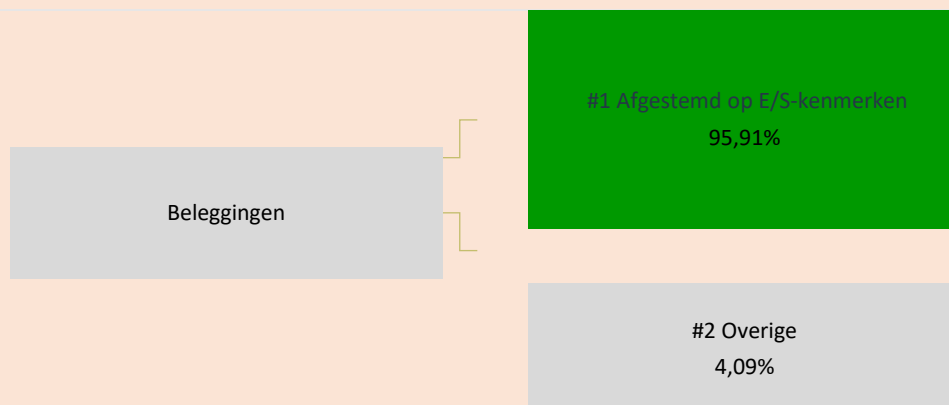 #1 Afgestemd op E/S-kenmerken
95,91%
Beleggingen
#2 Overige
4,09%